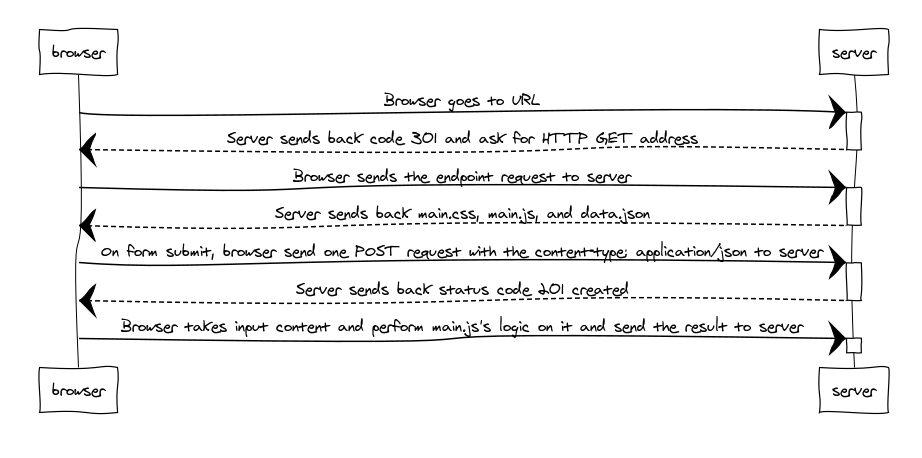 browser
server
Browser goes to URL
Server sends back code 301 and ask for HTTP GET address
Browser sends the endpoint request to server
Server sends back main.css, main.js, and data.json
On form submit, browser send one POST request with the content-type: application/json to server
Server sends back status code 201 created
Browser takes input content and perform main.js's logic on it and send the result to server
browser
server